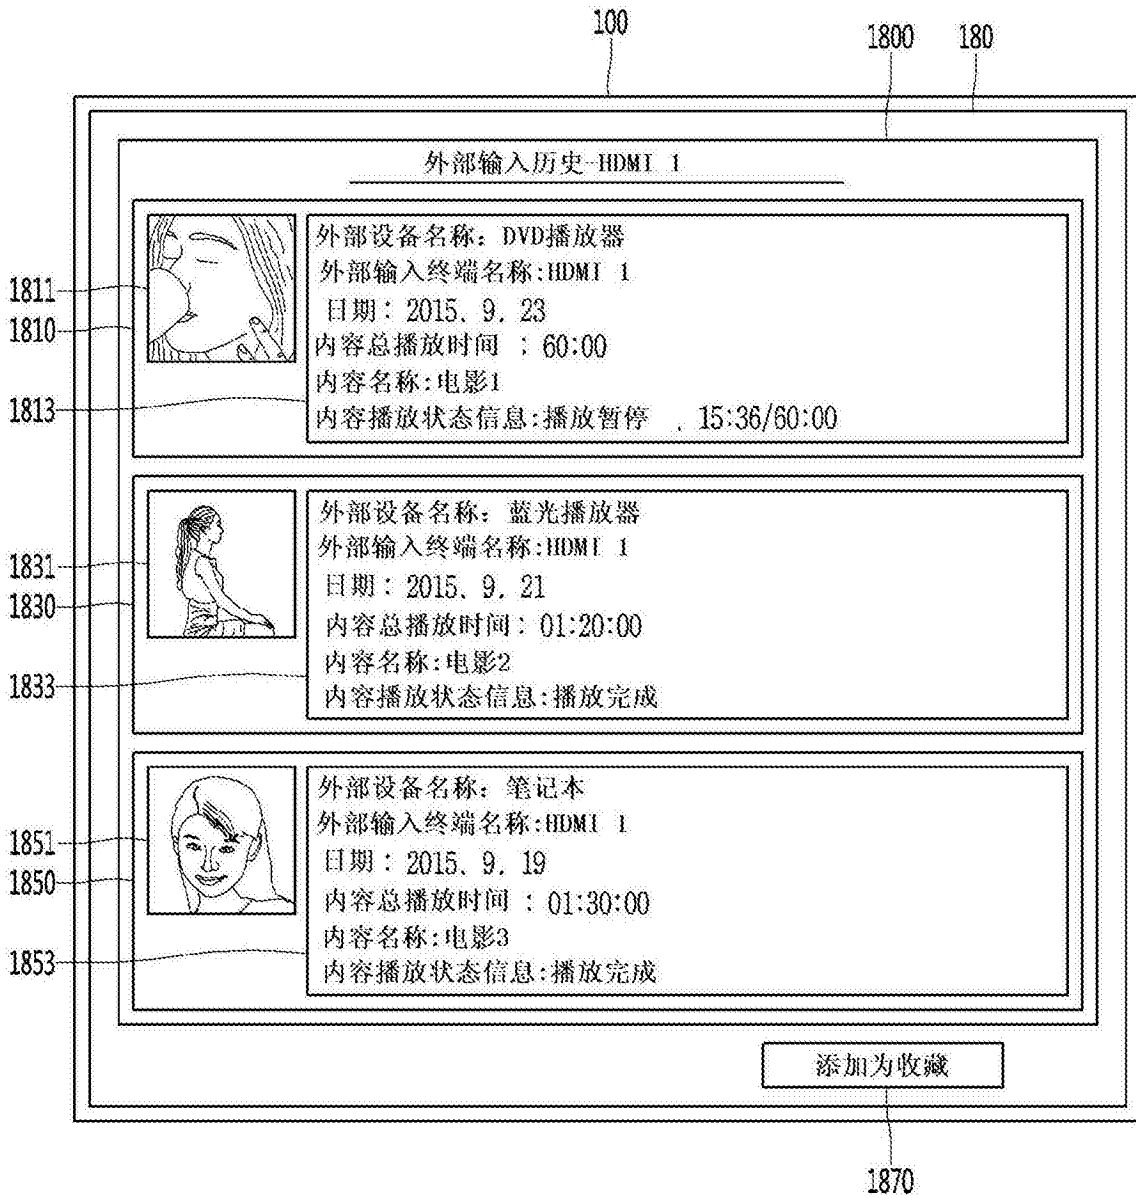 100
1800
180
外部输入历史-HDMI 1
外部设备名称：DVD播放器
外部输入终端名称:HDMI 1
日期：2015. 9. 23
内容总播放时间 ：60:00
内容名称:电影1
内容播放状态信息:播放暂停 . 15:36/60:00
1811
1810
1813
外部设备名称：蓝光播放器
外部输入终端名称:HDMI 1
日期：2015. 9. 21
内容总播放时间：01:20:00
内容名称:电影2
内容播放状态信息:播放完成
1831
1830
1833
外部设备名称：笔记本
外部输入终端名称:HDMI 1
日期：2015. 9. 19
内容总播放时间 ：01:30:00
内容名称:电影3
内容播放状态信息:播放完成
1851
1850
1853
添加为收藏
1870